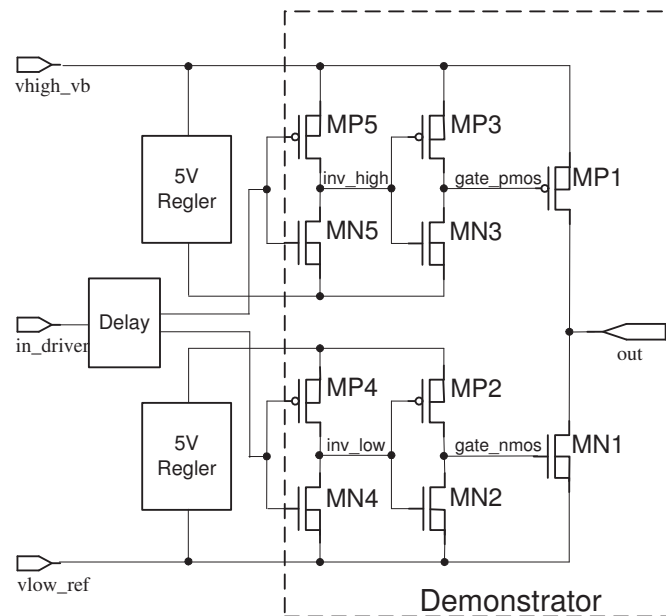 vhigh_vb
MP5
MP3
5V
Regler
inv_high
gate_pmos
MP1
MN5
MN3
Delay
in_driver
out
MP4
MP2
5V
Regler
inv_low
gate_nmos
MN1
MN4
MN2
vlow_ref
Demonstrator